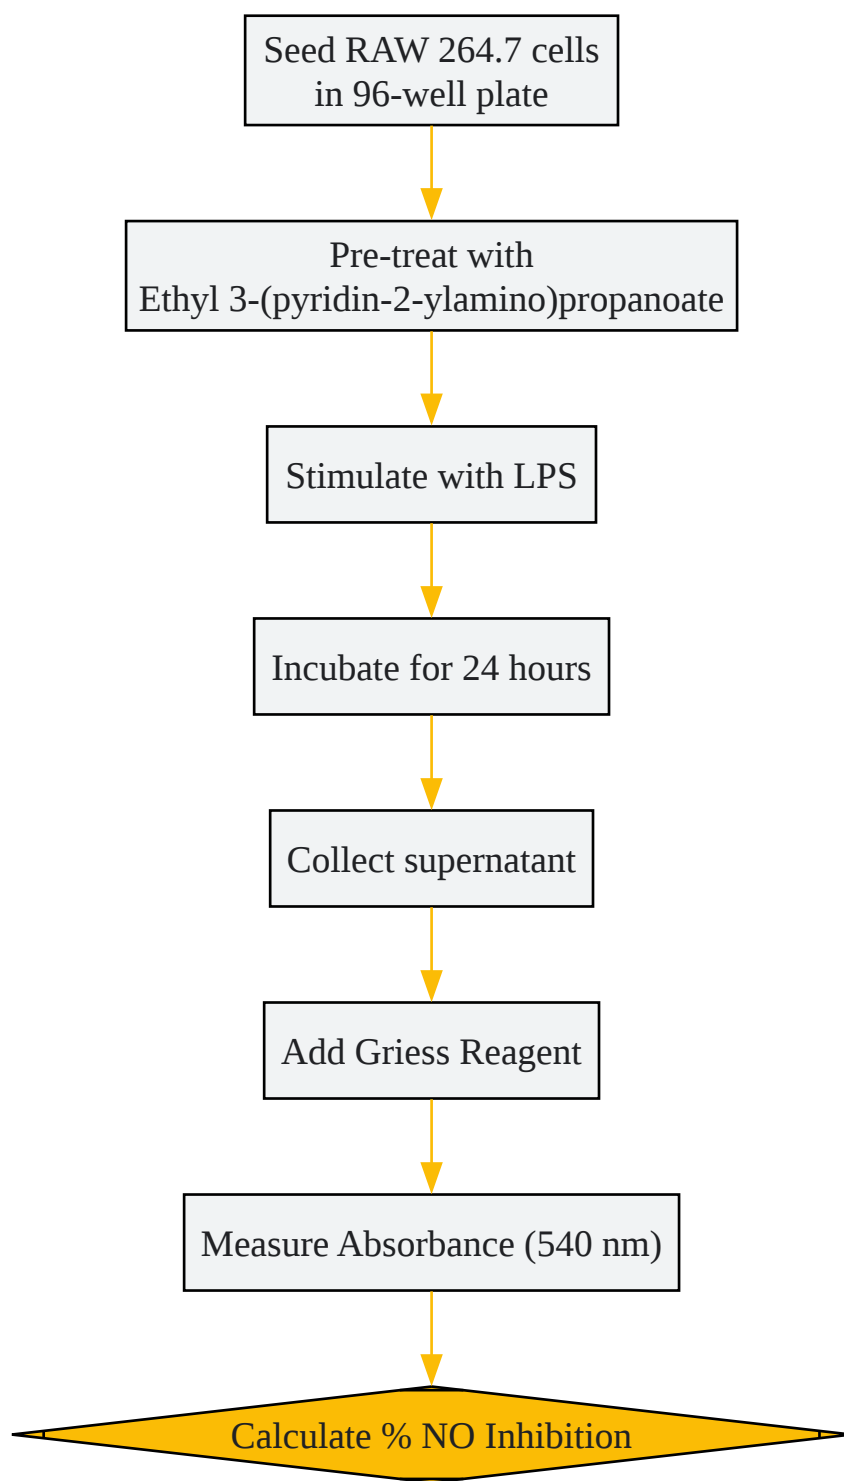 Seed RAW 264.7 cells
in 96-well plate
Pre-treat with
Ethyl 3-(pyridin-2-ylamino)propanoate
Stimulate with LPS
Incubate for 24 hours
Collect supernatant
Add Griess Reagent
Measure Absorbance (540 nm)
Calculate % NO Inhibition